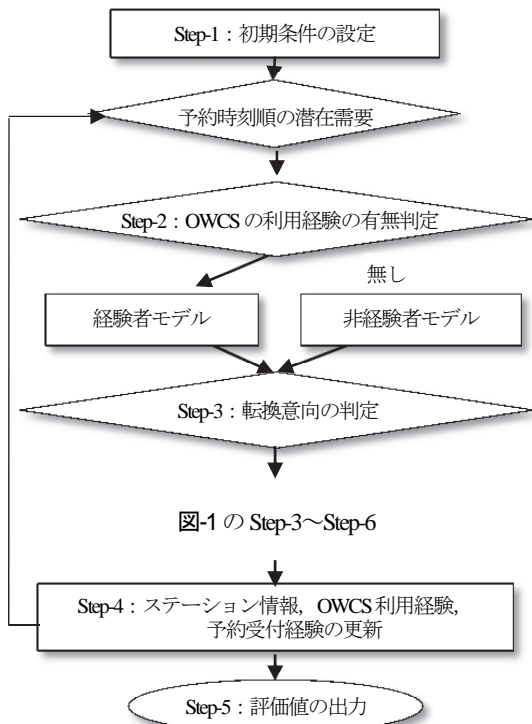 Step-1：初期条件の設定
予約時刻順の潜在需要
Step-2：OWCSの利用経験の有無判定
無し
経験者モデル
非経験者モデル
Step-3：転換意向の判定
図-1 の Step-3～Step-6
Step-4：ステーション情報，OWCS利用経験，
予約受付経験の更新
Step-5：評価値の出力